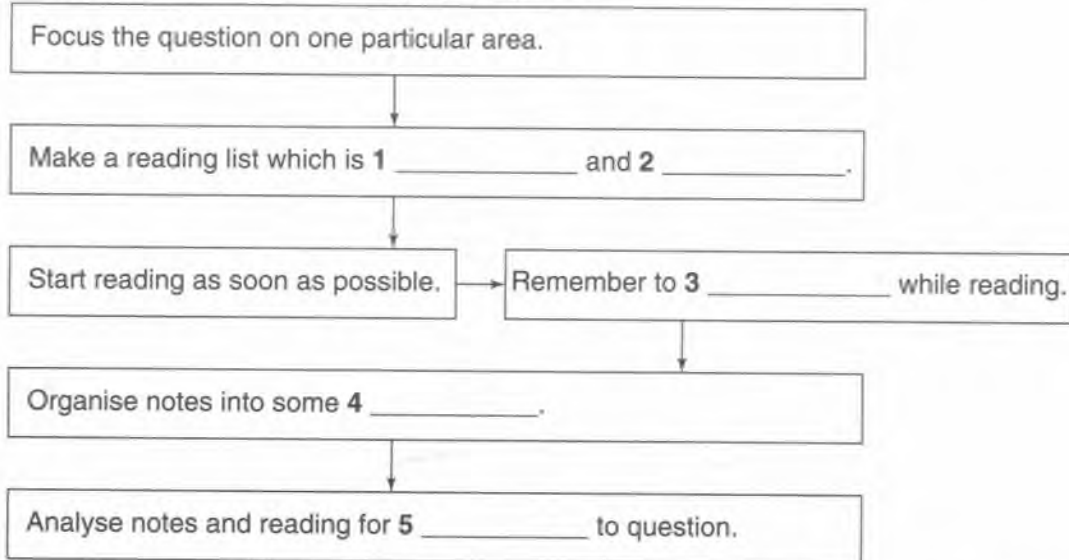 Focus the question on one particular area.
Make a reading list which is 1 ____________ and 2 ____________.
Start reading as soon as possible.
Remember to 3 ____________ while reading.
Organise notes into some 4 ___________.
Analyse notes and reading for 5 ___________ to question.